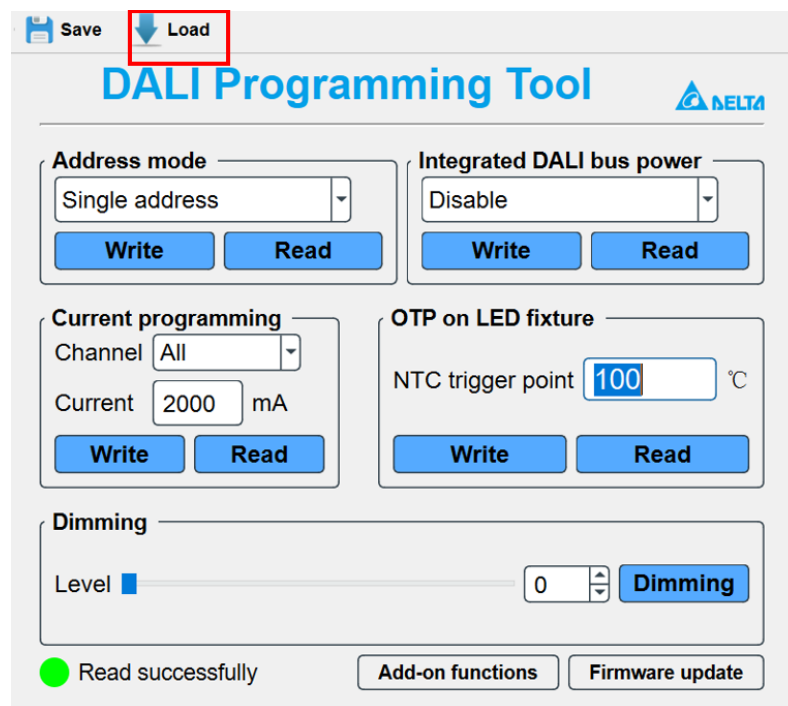 Save Load
DALI Programming Tool
DELTA
Address mode
Single address
Write Read
Integrated DALI bus power
Disable
Write Read
Current programming
Channel All
Current 2000 mA
Write Read
OTP on LED fixture
NTC trigger point 100 ℃
Write Read
Dimming
Level 0 Dimming
Read successfully Add-on functions Firmware update